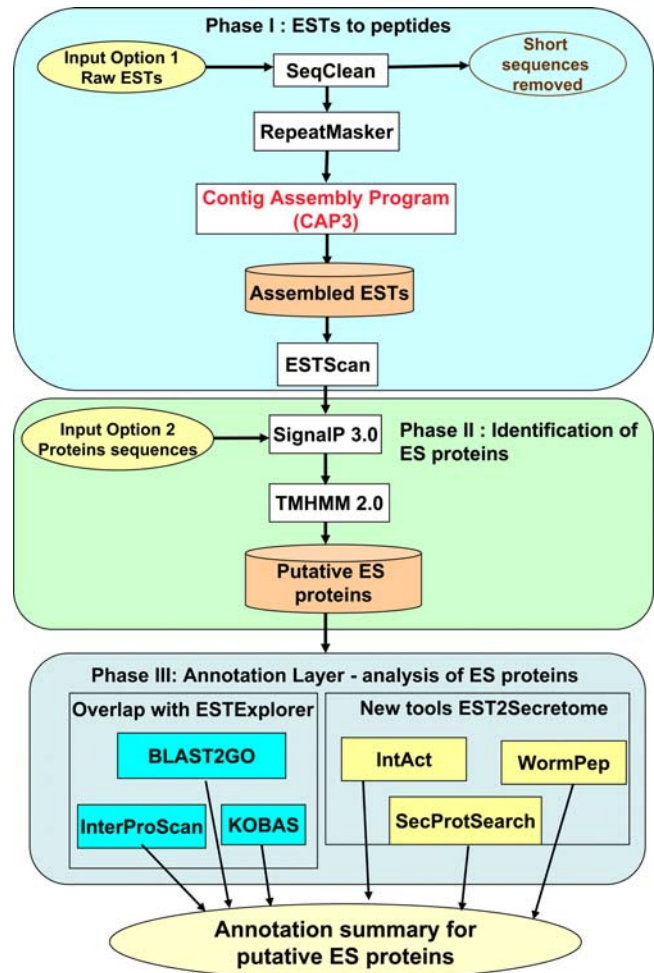 Phase I : ESTs to peptides
Input Option 1
Raw ESTs
SeqClean
Short
sequences
removed
RepeatMasker
Contig Assembly Program
(CAP3)
Assembled ESTs
ESTScan
Input Option 2
Proteins sequences
SignalP 3.0
Phase II : Identification of
ES proteins
TMHMM 2.0
Putative ES
proteins
Phase III: Annotation Layer - analysis of ES proteins
Overlap with ESTExplorer
BLAST2GO
InterProScan
KOBAS
New tools EST2Secretome
IntAct
WormPep
SecProtSearch
Annotation summary for
putative ES proteins